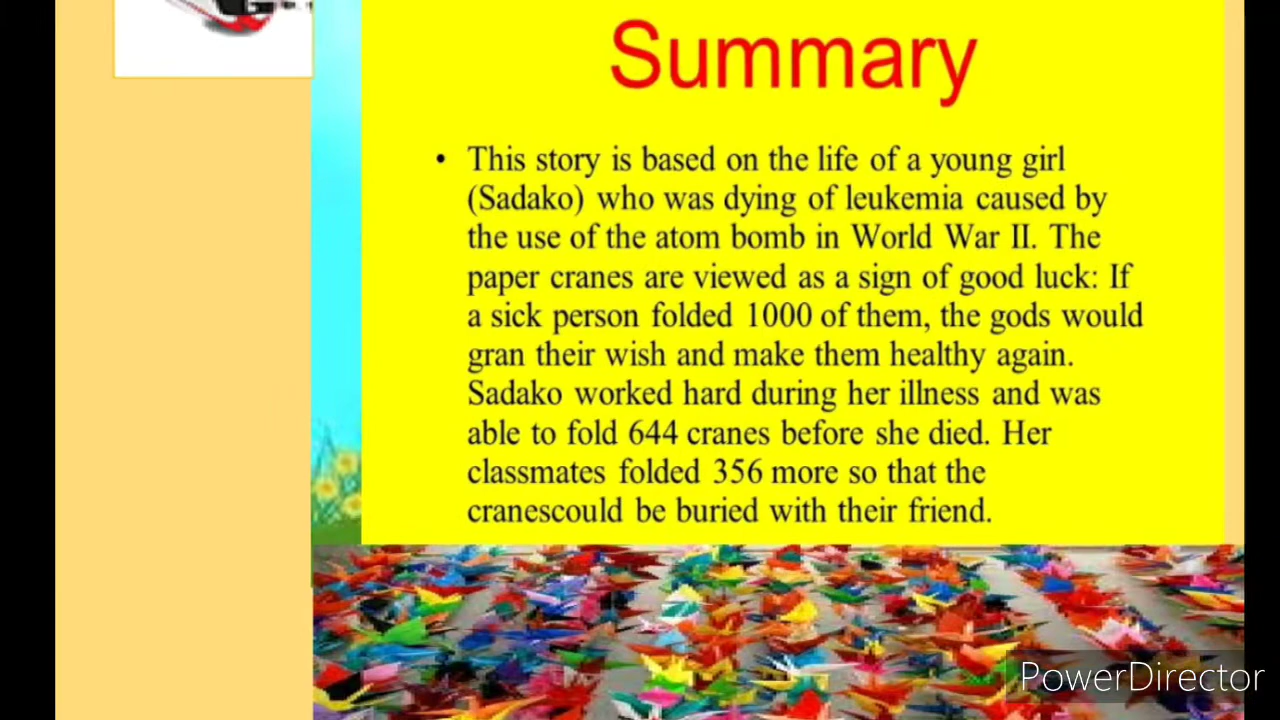 Summary
• This story is based on the life of a young girl
(Sadako) who was dying of leukemia caused by
the use of the atom bomb in World War II. The
paper cranes are viewed as a sign of good luck: If
a sick person folded 1000 of them, the gods would
gran their wish and make them healthy again.
Sadako worked hard during her illness and was
able to fold 644 cranes before she died. Her
classmates folded 356 more so that the
cranescould be buried with their friend.
PowerDirector